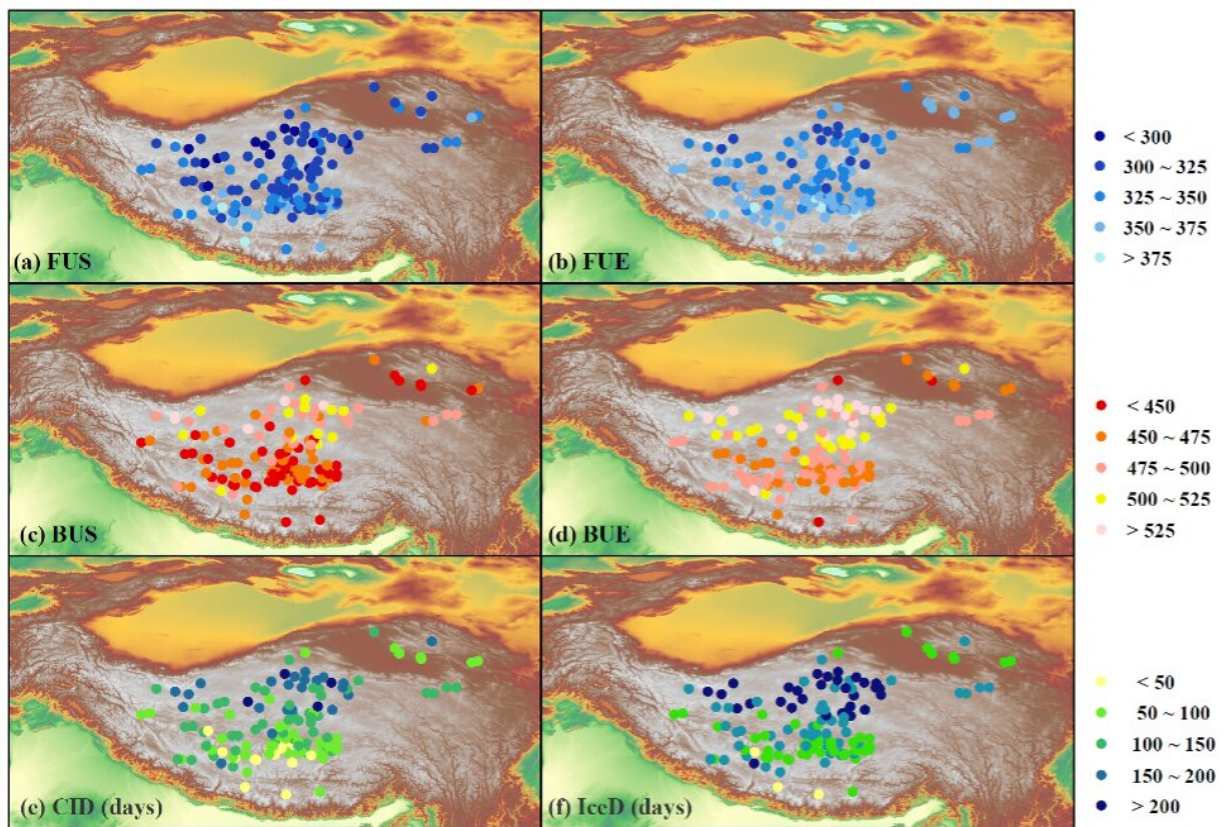 (a) FUS
(b) FUE
< 300
300 ~ 325
325 ~ 350
350 ~ 375
> 375
(c) BUS
(d) BUE
< 450
450 ~ 475
475 ~ 500
500 ~ 525
> 525
(e) CID (days)
(f) IceD (days)
< 50
50 ~ 100
100 ~ 150
150 ~ 200
> 200